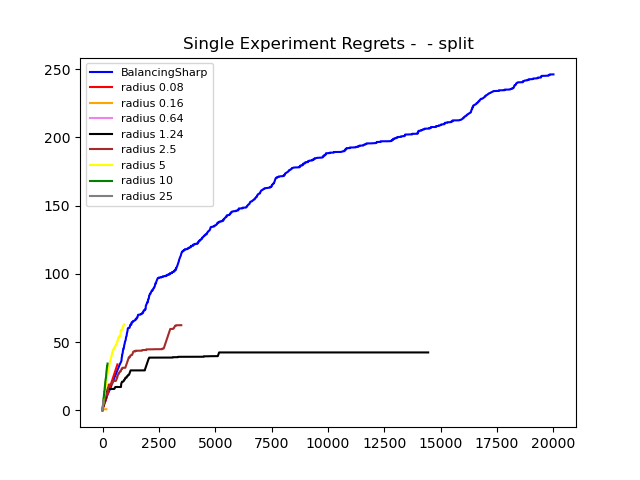 Single Experiment Regrets -  - split
BalancingSharp
radius 0.08
radius 0.16
radius 0.64
radius 1.24
radius 2.5
radius 5
radius 10
radius 25
250
200
150
100
50
0
0 2500 5000 7500 10000 12500 15000 17500 20000